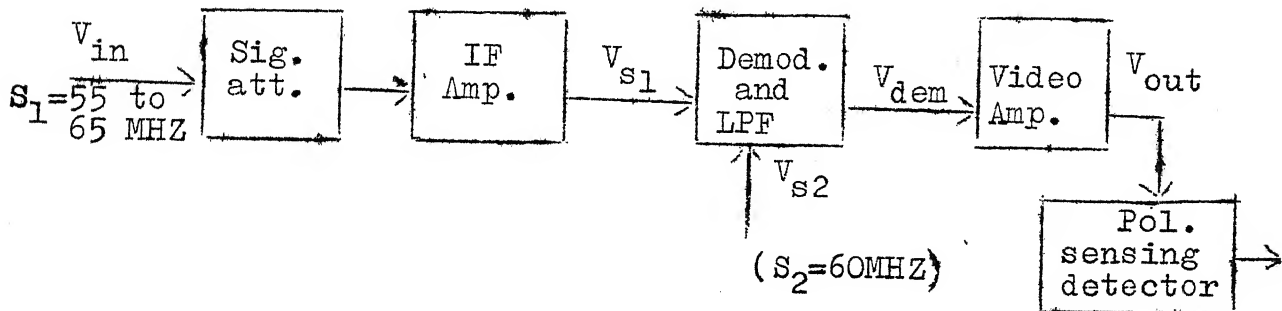 V_in
S_1=55 to
65 MHZ
Sig.
att.
IF
Amp.
V_s1
Demod.
and
LPF
V_s2
(S_2=60MHZ)
V_dem
Video
Amp.
V_out
Pol.
sensing
detector